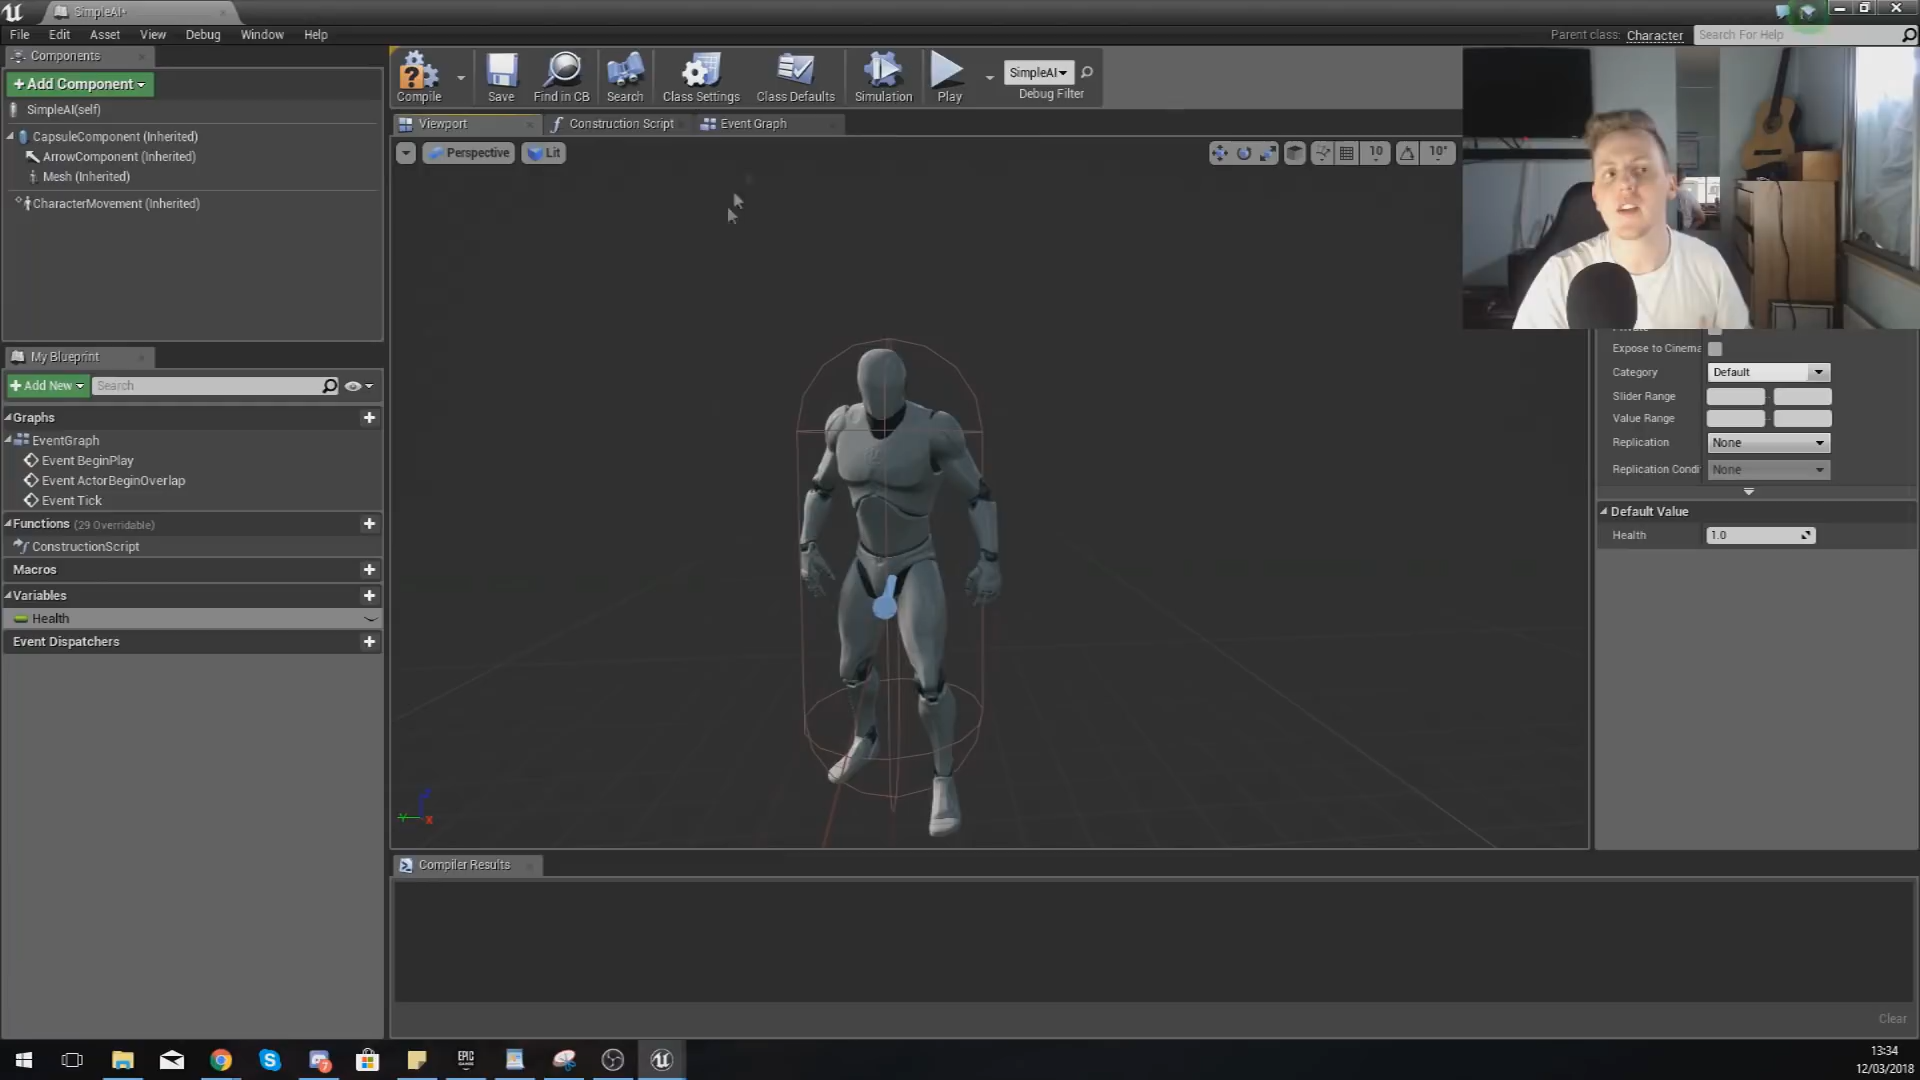 SimpleAI*
File Edit Asset View Debug Window Help
Parent class: Character
Search For Help
Components
+Add Component
SimpleAI(self)
CapsuleComponent (Inherited)
ArrowComponent (Inherited)
Mesh (Inherited)
CharacterMovement (Inherited)
Compile
Save
Find in CB
Search
Class Settings
Class Defaults
Simulation
Play
SimpleAI
Debug Filter
Viewport
Construction Script
Event Graph
Perspective
Lit
10
10°
My Blueprint
+Add New
Search
Graphs
EventGraph
Event BeginPlay
Event ActorBeginOverlap
Event Tick
Functions (29 Overridable)
ConstructionScript
Macros
Variables
Health
Event Dispatchers
Expose to Cinema
Category Default
Slider Range
Value Range
Replication None
Replication Condi None
Default Value
Health 1.0
Compiler Results
Clear
EPIC
GAMES
7
13:34
12/03/2018